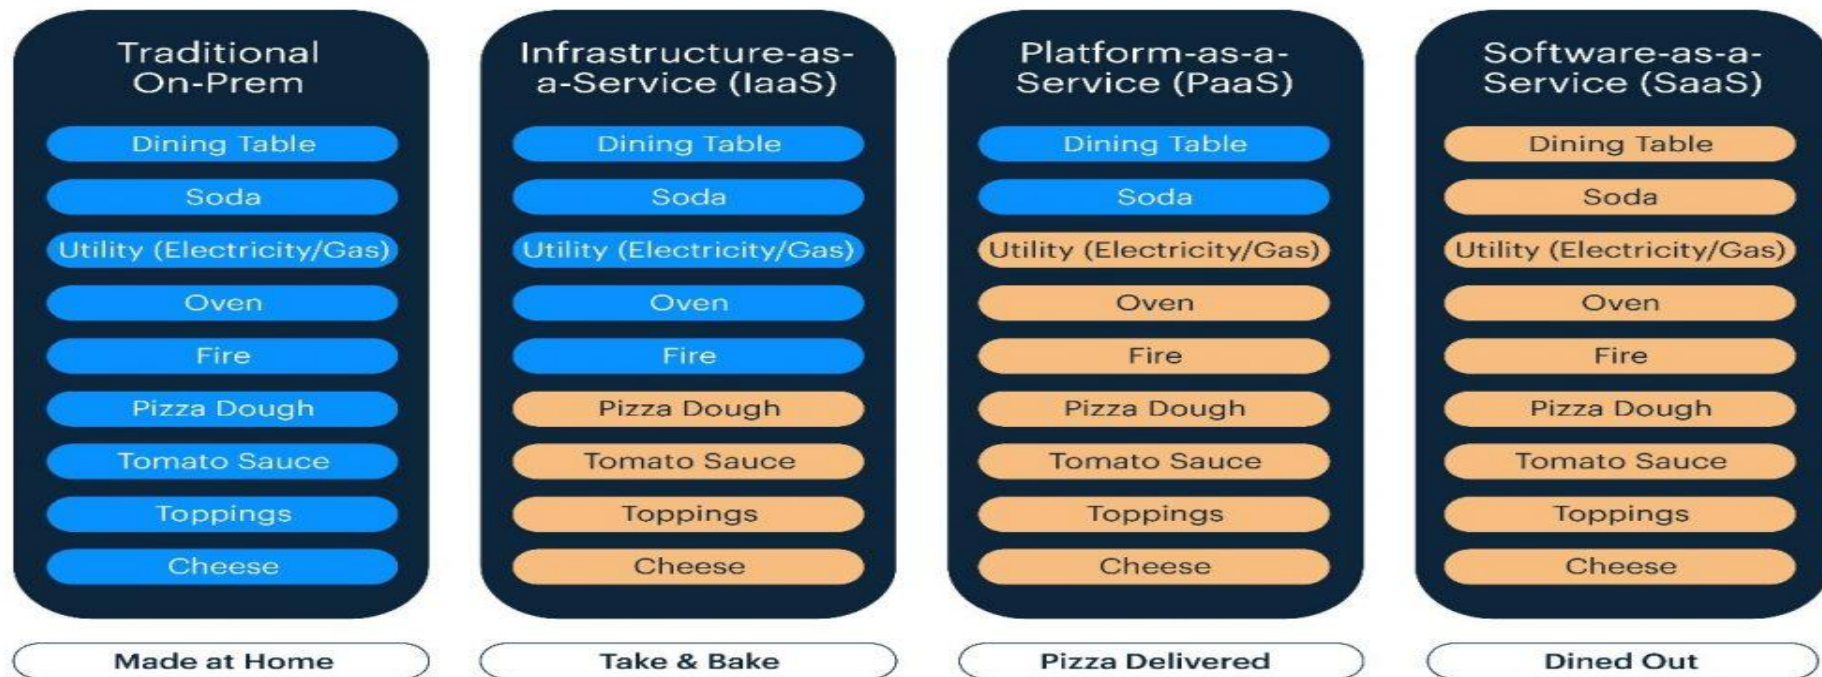 Traditional
On-Prem
Dining Table
Soda
Utility (Electricity/Gas)
Oven
Fire
Pizza Dough
Tomato Sauce
Toppings
Cheese
Made at Home
Infrastructure-as-
a-Service (IaaS)
Dining Table
Soda
Utility (Electricity/Gas)
Oven
Fire
Pizza Dough
Tomato Sauce
Toppings
Cheese
Take & Bake
Platform-as-a-
Service (PaaS)
Dining Table
Soda
Utility (Electricity/Gas)
Oven
Fire
Pizza Dough
Tomato Sauce
Toppings
Cheese
Pizza Delivered
Software-as-a-
Service (SaaS)
Dining Table
Soda
Utility (Electricity/Gas)
Oven
Fire
Pizza Dough
Tomato Sauce
Toppings
Cheese
Dined Out